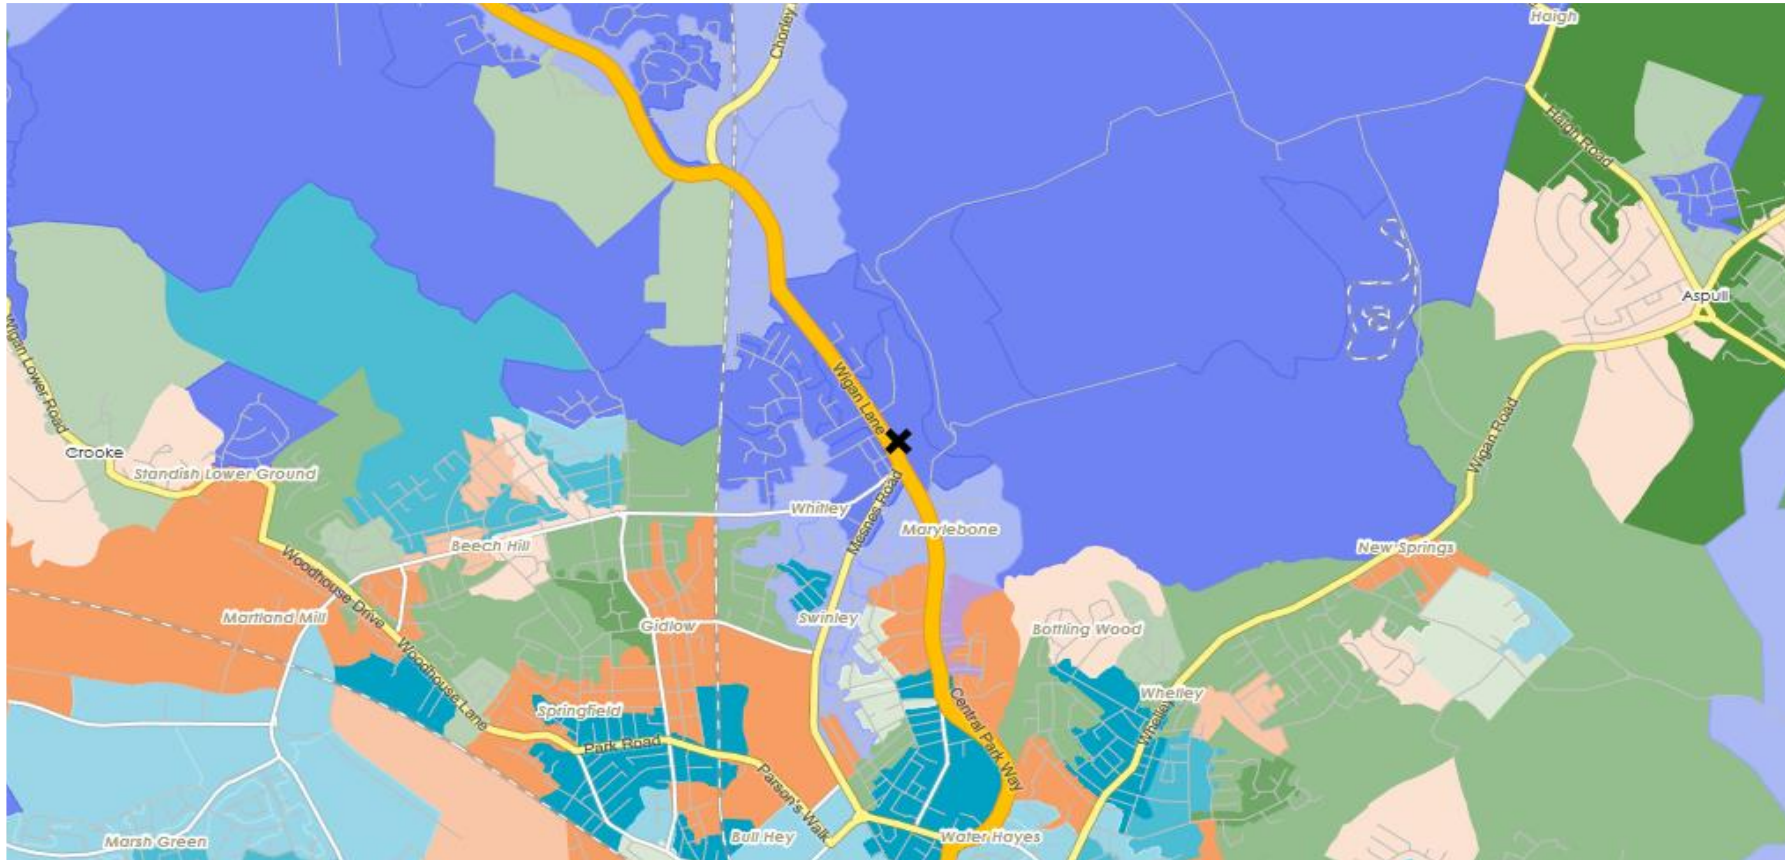 Haigh
Chorley
Haigh Road
Aspull
Wigan Lower Road
Wigan Lane
Wigan Road
Crooke
Standish Lower Ground
Whitley
Mesnes Road
Marylebone
Beech Hill
New Springs
Woodhouse Drive
Martland Mill
Swinley
Gidlow
Bottling Wood
Woodhouse Lane
Whelley
Springfield
Whelley
Central Park Way
Park Road
Parson's Walk
Marsh Green
Bull Hey
Water Hayes